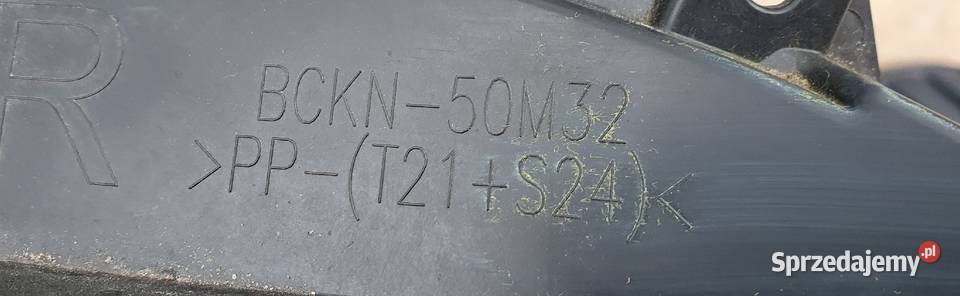 R
BCKN-50M32
>PP-(T21+S24)<
Sprzedajemy.pl